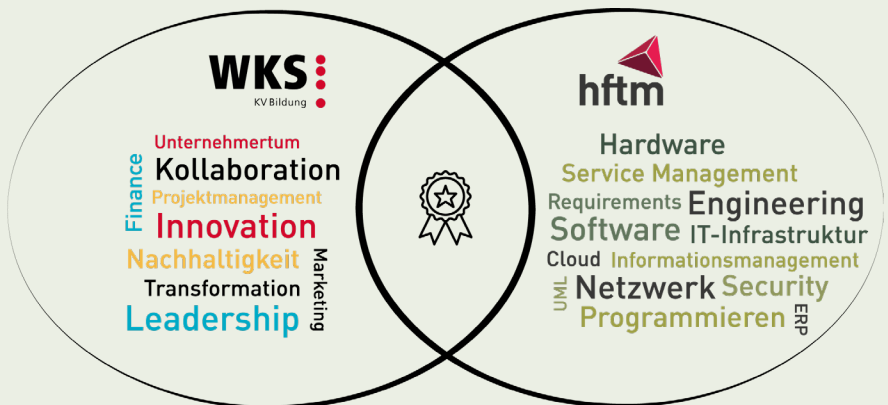 WKS
KV Bildung
Unternehmertum
Finance
Kollaboration
Projektmanagement
Innovation
Nachhaltigkeit
Marketing
Transformation
Leadership
hftm
Hardware
Service Management
Requirements Engineering
Software IT-Infrastruktur
Cloud Informationsmanagement
UML
Netzwerk Security
Programmieren
ERP